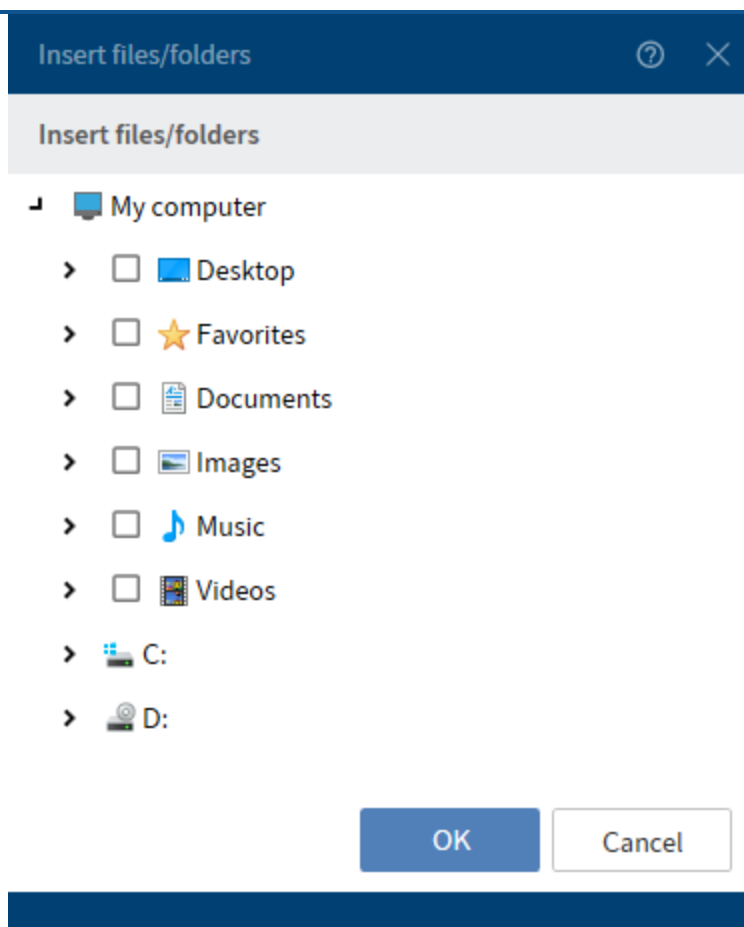 Insert files/folders
Insert files/folders
My computer
Desktop
Favorites
Documents
Images
Music
Videos
C:
D:
OK
Cancel